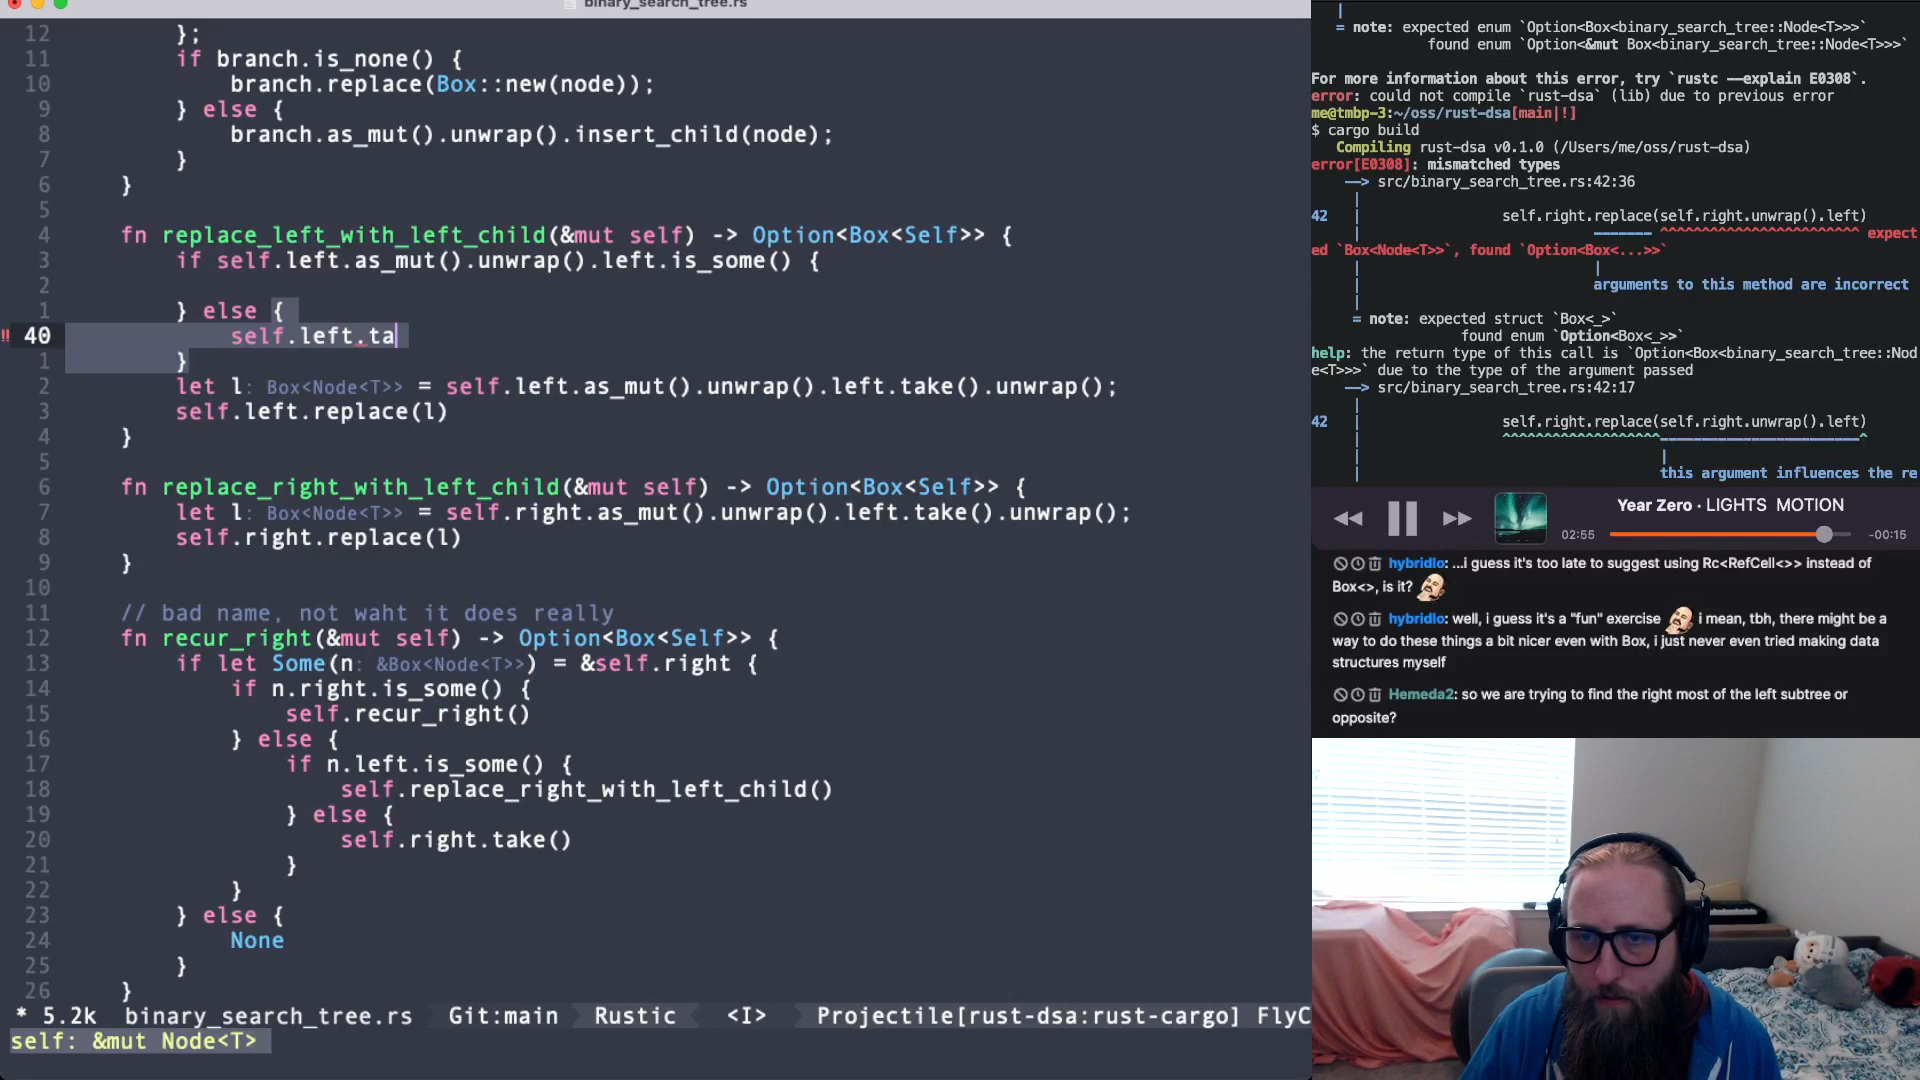 binary_search_tree.rs
12 };
11 if branch.is_none() {
10 branch.replace(Box::new(node));
9 } else {
8 branch.as_mut().unwrap().insert_child(node);
7 }
6 }
5
4 fn replace_left_with_left_child(&mut self) -> Option<Box<Self>> {
3 if self.left.as_mut().unwrap().left.is_some() {
2
1 } else {
!! 40 self.left.ta
1 }
2 let l: Box<Node<T>> = self.left.as_mut().unwrap().left.take().unwrap();
3 self.left.replace(l)
4 }
5
6 fn replace_right_with_left_child(&mut self) -> Option<Box<Self>> {
7 let l: Box<Node<T>> = self.right.as_mut().unwrap().left.take().unwrap();
8 self.right.replace(l)
9 }
10
11 // bad name, not waht it does really
12 fn recur_right(&mut self) -> Option<Box<Self>> {
13 if let Some(n: &Box<Node<T>>) = &self.right {
14 if n.right.is_some() {
15 self.recur_right()
16 } else {
17 if n.left.is_some() {
18 self.replace_right_with_left_child()
19 } else {
20 self.right.take()
21 }
22 }
23 } else {
24 None
25 }
26 }
* 5.2k binary_search_tree.rs Git:main Rustic <I> Projectile[rust-dsa:rust-cargo] FlyC
self: &mut Node<T>
= note: expected enum `Option<Box<binary_search_tree::Node<T>>>`
found enum `Option<&mut Box<binary_search_tree::Node<T>>>`
For more information about this error, try `rustc --explain E0308`.
error: could not compile `rust-dsa` (lib) due to previous error
me@tmbp-3:~/oss/rust-dsa[main|!]
$ cargo build
Compiling rust-dsa v0.1.0 (/Users/me/oss/rust-dsa)
error[E0308]: mismatched types
--> src/binary_search_tree.rs:42:36
|
42 | self.right.replace(self.right.unwrap().left)
| ------- ^^^^^^^^^^^^^^^^^^^^^^^^ expect
ed `Box<Node<T>>`, found `Option<Box<...>>`
| |
| arguments to this method are incorrect
|
= note: expected struct `Box<_>`
found enum `Option<Box<_>>`
help: the return type of this call is `Option<Box<binary_search_tree::Nod
e<T>>>` due to the type of the argument passed
--> src/binary_search_tree.rs:42:17
|
42 | self.right.replace(self.right.unwrap().left)
| ^^^^^^^^^^^^^^^^^^^------------------------^
| |
| this argument influences the re
Year Zero · LIGHTS MOTION
02:55 -00:15
hybridlo: ...i guess it's too late to suggest using Rc<RefCell<>> instead of
Box<>, is it?
hybridlo: well, i guess it's a "fun" exercise i mean, tbh, there might be a
way to do these things a bit nicer even with Box, i just never even tried making data
structures myself
Hemeda2: so we are trying to find the right most of the left subtree or
opposite?